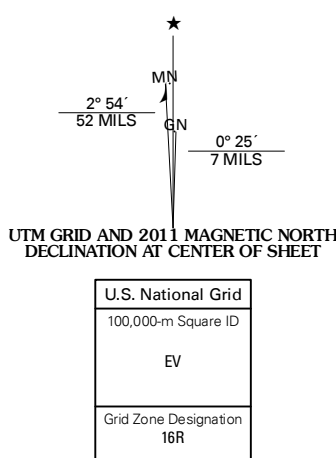 ★
MN
2° 54´
52 MILS
GN
0° 25´
7 MILS
UTM GRID AND 2011 MAGNETIC NORTH
DECLINATION AT CENTER OF SHEET
U.S. National Grid
100,000-m Square ID
EV
Grid Zone Designation
16R